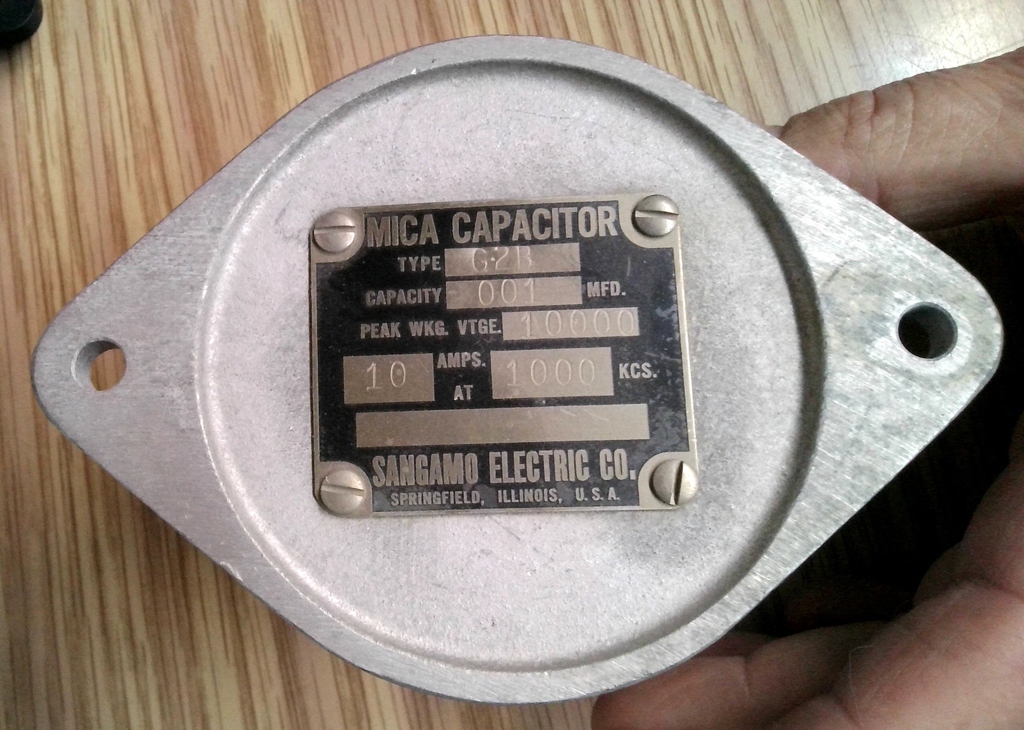 MICA CAPACITOR
TYPE G2B
CAPACITY .001 MFD.
PEAK WKG. VTGE. 10000
10 AMPS. AT 1000 KCS.
SANGAMO ELECTRIC CO.
SPRINGFIELD, ILLINOIS, U.S.A.